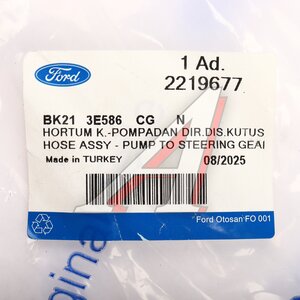 Ford
1 Ad.
2219677
BK21 3E586 CG N
HORTUM K.-POMPADAN DIR.DIS.KUTUS
HOSE ASSY - PUMP TO STEERING GEAI
Made in TURKEY
08/2025
Ford Otosan FO 001